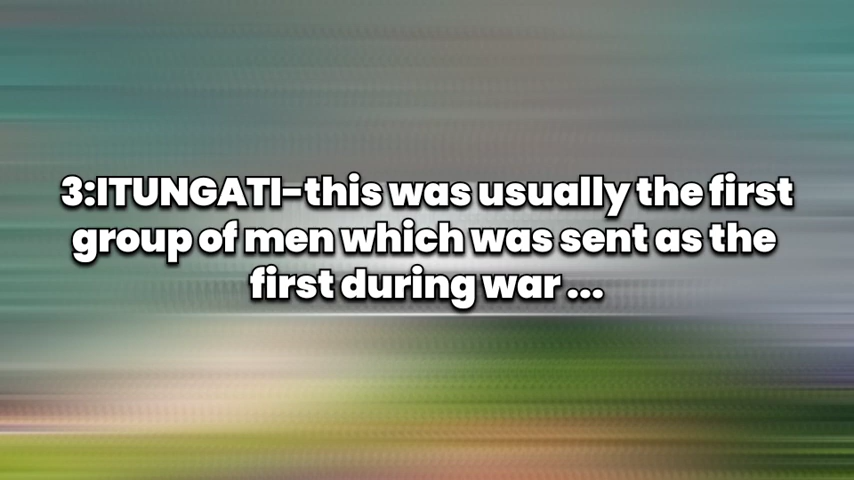 3:ITUNGATI-this was usually the first
group of men which was sent as the
first during war ...